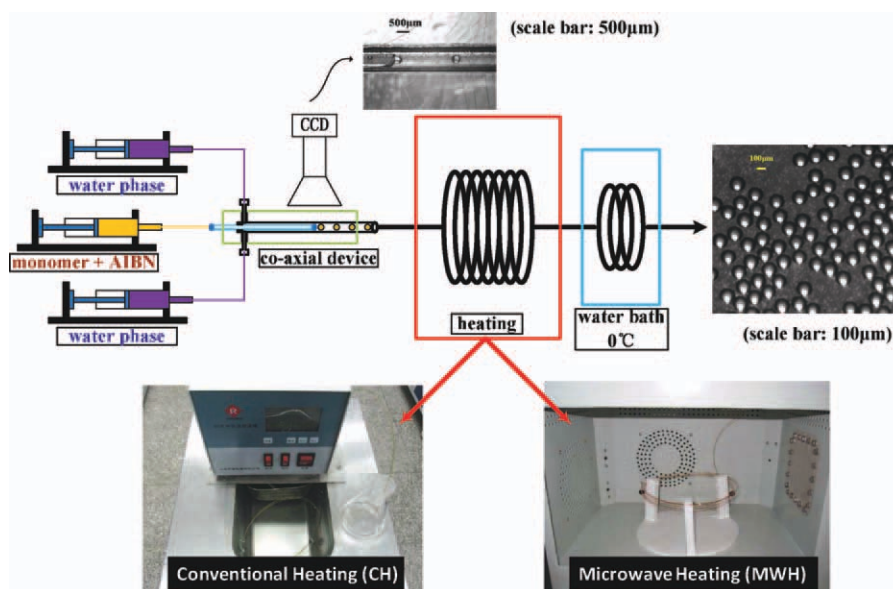 500μm
(scale bar: 500μm)
CCD
water phase
monomer + AIBN
water phase
co-axial device
heating
water bath
0℃
100μm
(scale bar: 100μm)
Conventional Heating (CH)
Microwave Heating (MWH)